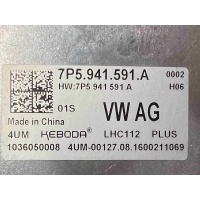 7P5.941.591.A 0002
HW:7P5 941 591 A H06
Made in
China
01S VW AG
4UM KEBODA LHC112 PLUS
1036050008 4UM-00127.08.1600211069